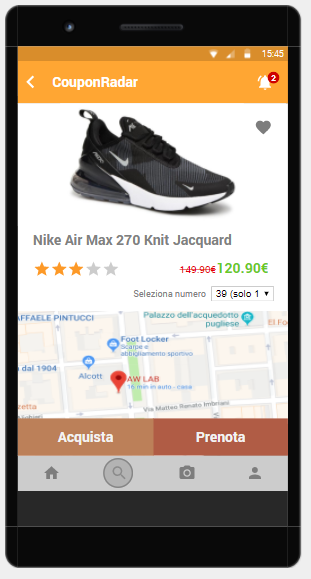 15:45
CouponRadar
2
Nike Air Max 270 Knit Jacquard
149.90€ 120.90€
Seleziona numero 39 (solo 1
AFFAELE PINTUCCI
Palazzo dell'acquedotto
pugliese
El Fo
Foot Locker
Scarpe e
abbigliamento sportivo
dal 1904
Alcott
AW LAB
16 min in auto - casa
zetta
Via Matteo Renato Imbriani
Acquista Prenota